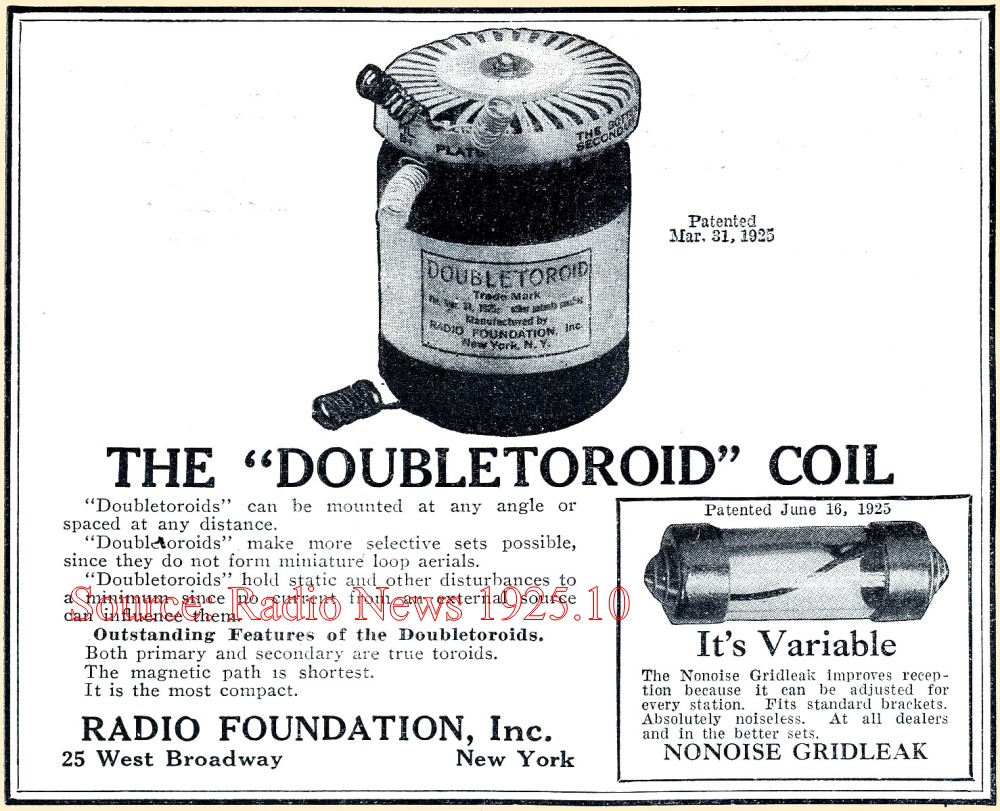 PLATE
Patented
Mar. 31, 1925
DOUBLETOROID
Trade Mark
Manufactured by
RADIO FOUNDATION, Inc.
New York, N. Y.
THE “DOUBLETOROID” COIL
“Doubletoroids” can be mounted at any angle or
spaced at any distance.
“Doubletoroids” make more selective sets possible,
since they do not form miniature loop aerials.
“Doubletoroids” hold static and other disturbances to
a minimum since no current from an external source
can influence them.
Source: Radio News 1925.10
Outstanding Features of the Doubletoroids.
Both primary and secondary are true toroids.
The magnetic path is shortest.
It is the most compact.
RADIO FOUNDATION, Inc.
25 West Broadway New York
Patented June 16, 1925
It's Variable
The Nonoise Gridleak improves recep-
tion because it can be adjusted for
every station. Fits standard brackets.
Absolutely noiseless. At all dealers
and in the better sets.
NONOISE GRIDLEAK